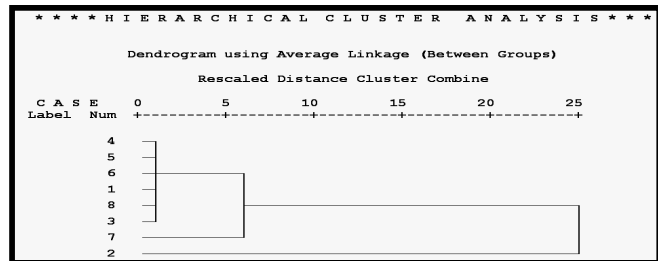 * * * * H I E R A R C H I C A L   C L U S T E R   A N A L Y S I S * * *
Dendrogram using Average Linkage (Between Groups)
Rescaled Distance Cluster Combine
C A S E 0 5 10 15 20 25
Label Num +---------+---------+---------+---------+---------+
4
5
6
1
8
3
7
2